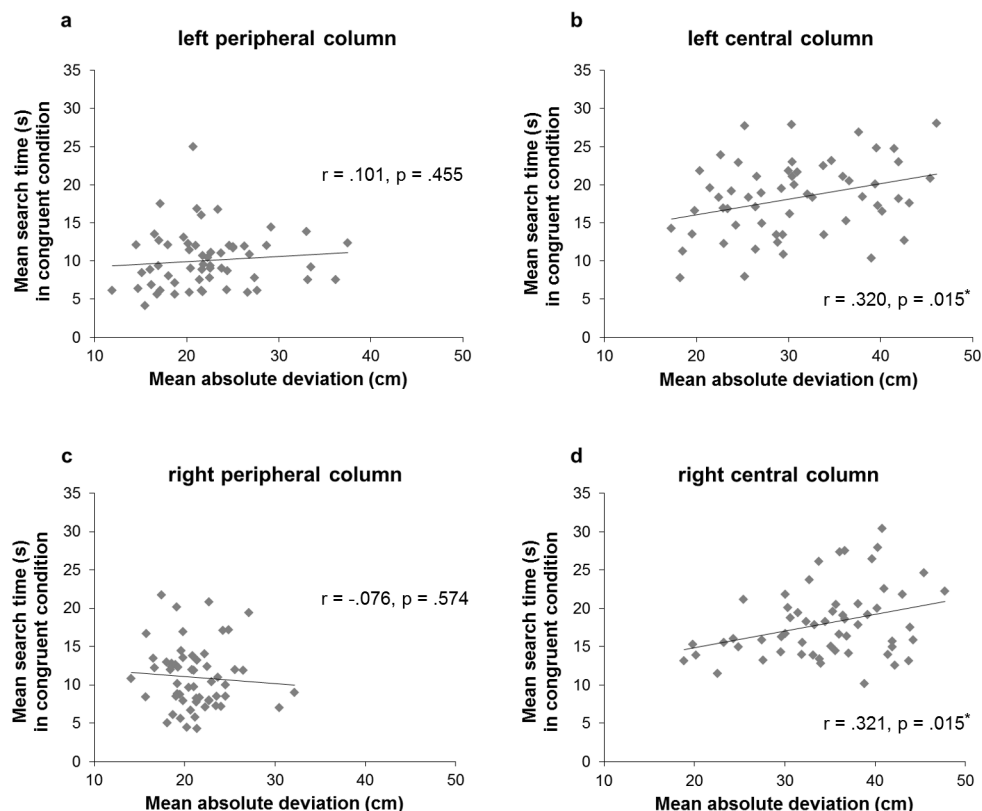 a
left peripheral column
Mean search time (s)
in congruent condition
35
30
25
20
15
10
5
0
r = .101, p = .455
10 20 30 40 50
Mean absolute deviation (cm)
b
left central column
Mean search time (s)
in congruent condition
35
30
25
20
15
10
5
0
r = .320, p = .015*
10 20 30 40 50
Mean absolute deviation (cm)
c
right peripheral column
Mean search time (s)
in congruent condition
35
30
25
20
15
10
5
0
r = -.076, p = .574
10 20 30 40 50
Mean absolute deviation (cm)
d
right central column
Mean search time (s)
in congruent condition
35
30
25
20
15
10
5
0
r = .321, p = .015*
10 20 30 40 50
Mean absolute deviation (cm)